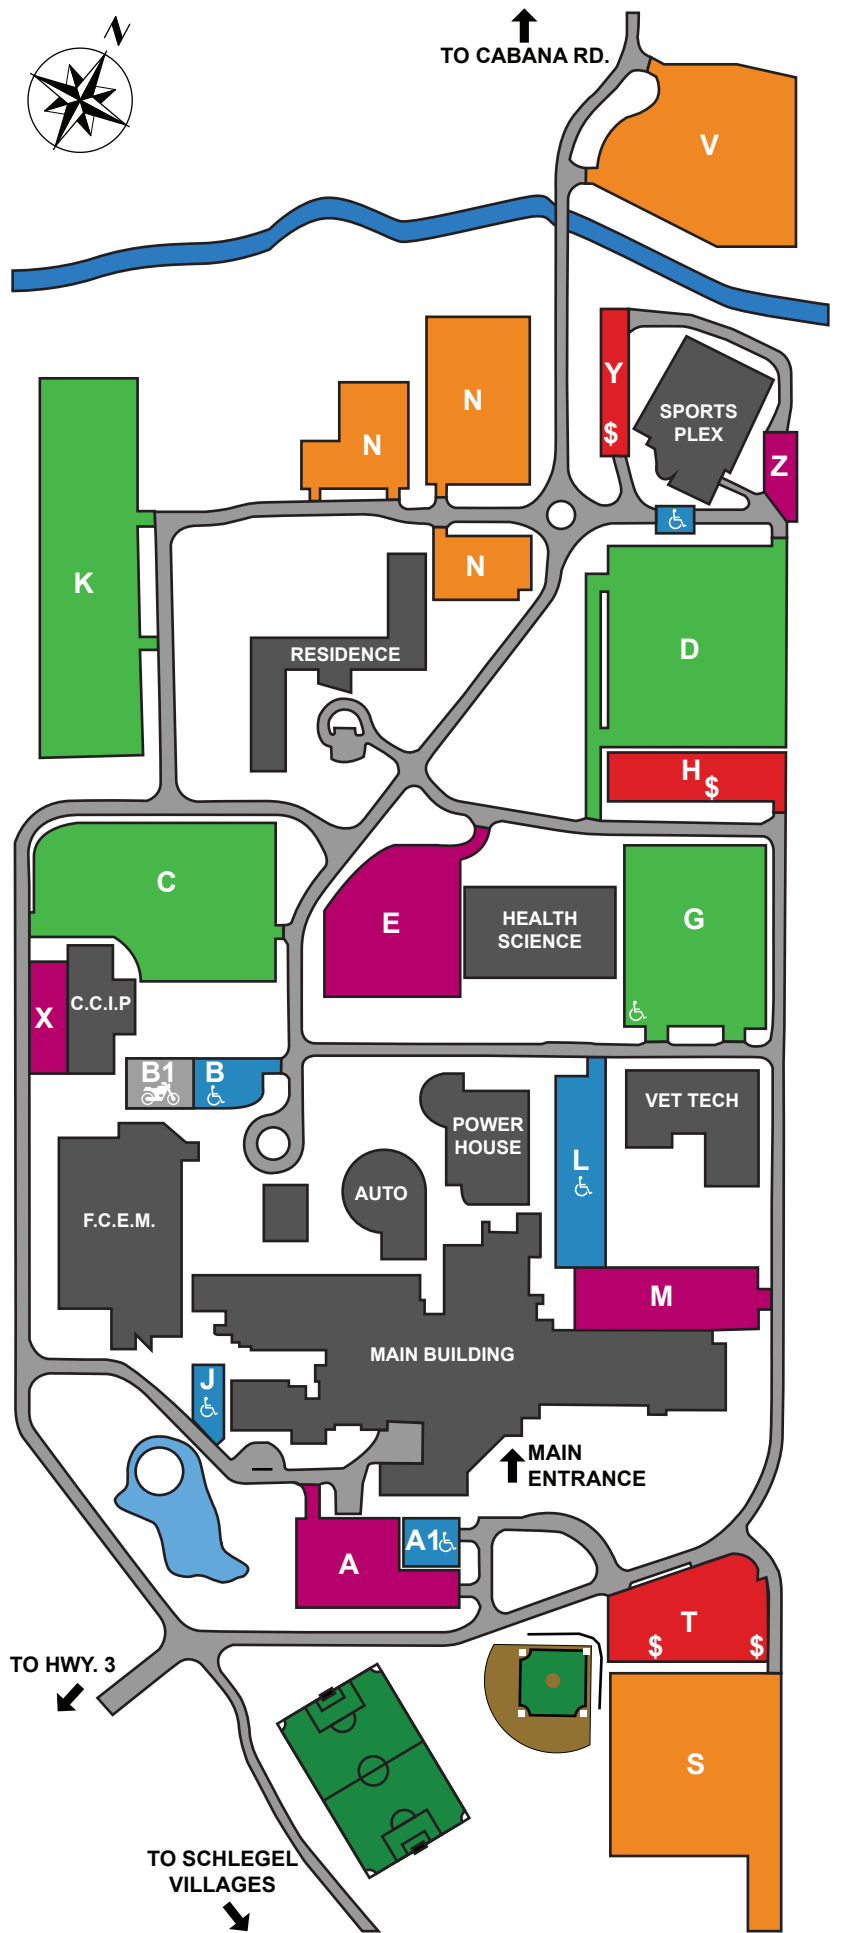 N
TO CABANA RD.
V
Y
$
SPORTS
PLEX
Z
N
N
N
K
D
RESIDENCE
H
$
C
E
HEALTH
SCIENCE
G
X
C.C.I.P
B1
B
POWER
HOUSE
VET TECH
L
AUTO
F.C.E.M.
M
MAIN BUILDING
J
MAIN
ENTRANCE
A1
A
T
$
$
TO HWY. 3
S
TO SCHLEGEL
VILLAGES